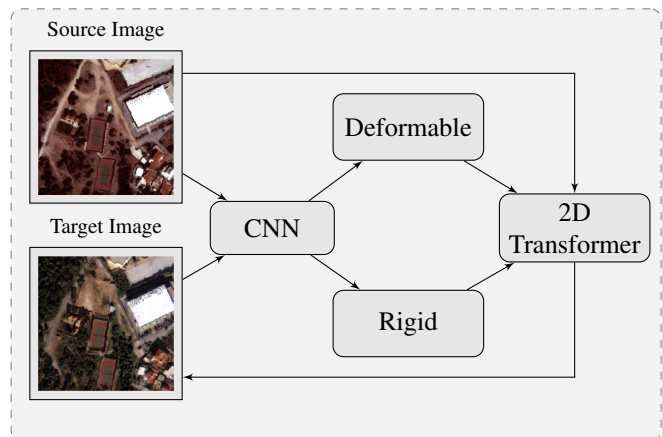 Source Image
Deformable
CNN
2D
Transformer
Target Image
Rigid